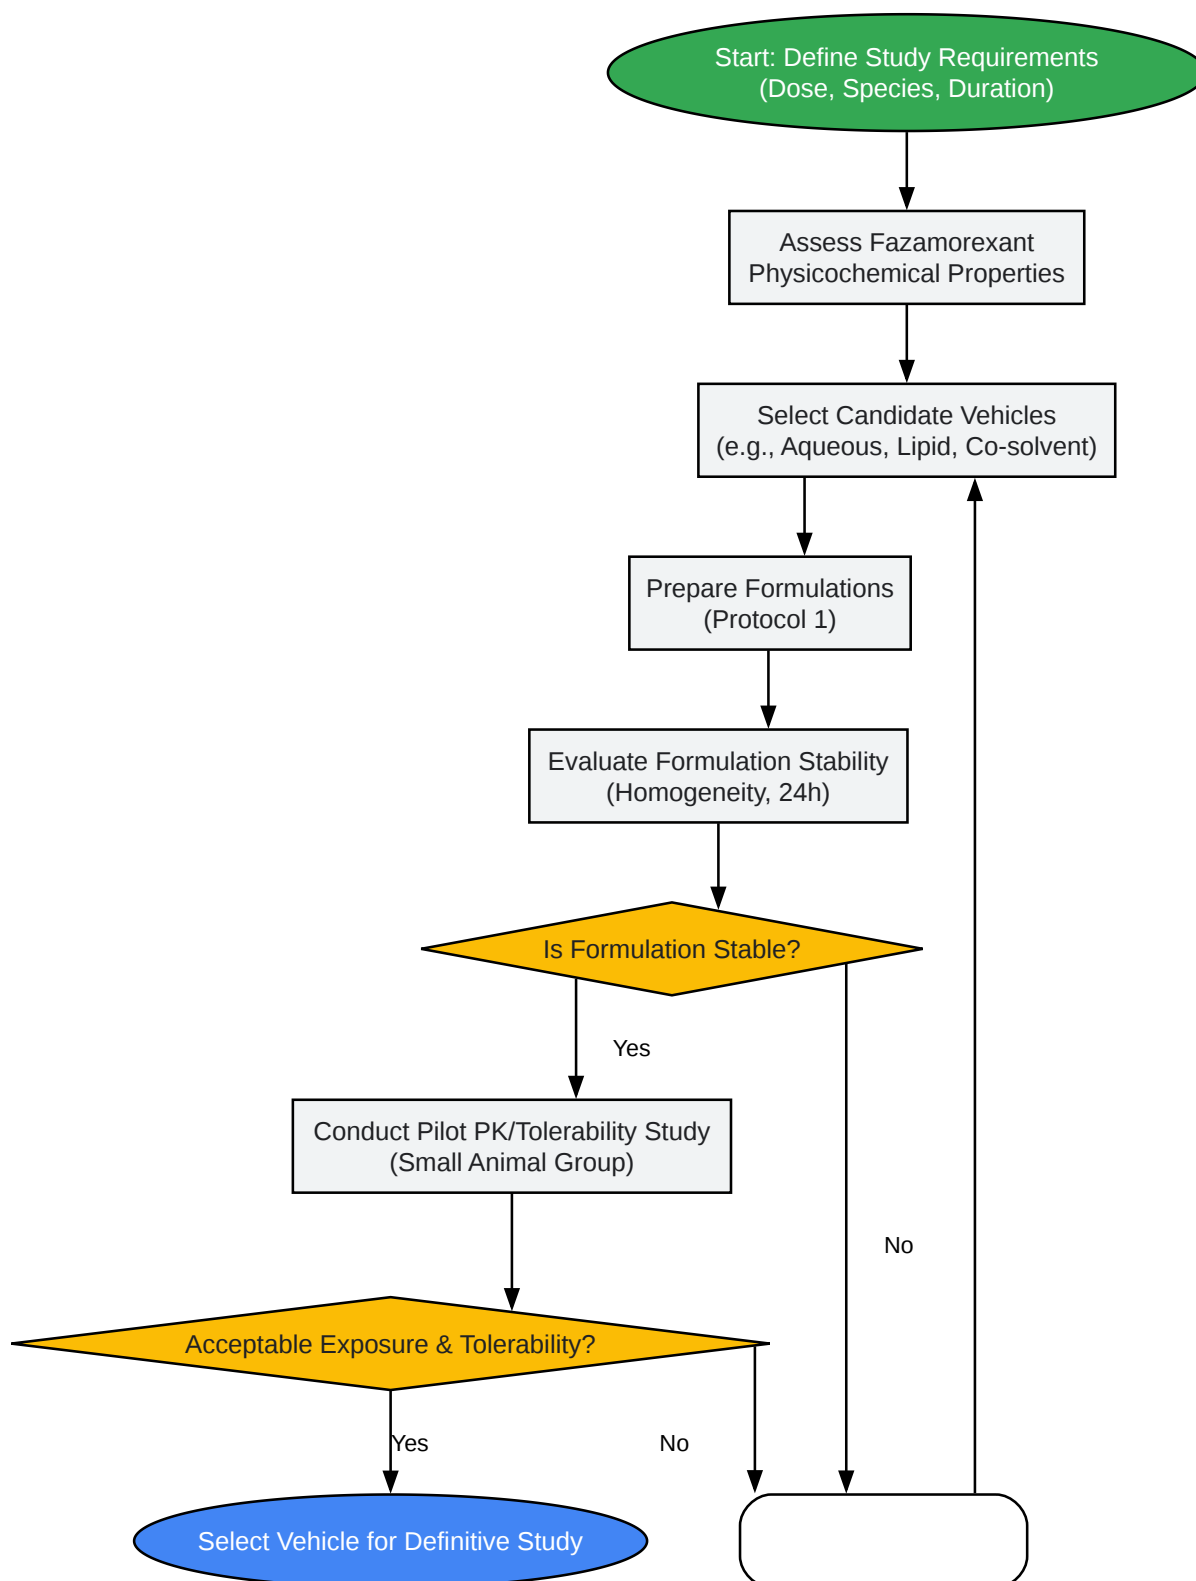 Start: Define Study Requirements
(Dose, Species, Duration)
Assess Fazamorexant
Physicochemical Properties
Select Candidate Vehicles
(e.g., Aqueous, Lipid, Co-solvent)
Prepare Formulations
(Protocol 1)
Evaluate Formulation Stability
(Homogeneity, 24h)
Is Formulation Stable?
Yes
Conduct Pilot PK/Tolerability Study
(Small Animal Group)
No
Acceptable Exposure & Tolerability?
Yes
No
Select Vehicle for Definitive Study